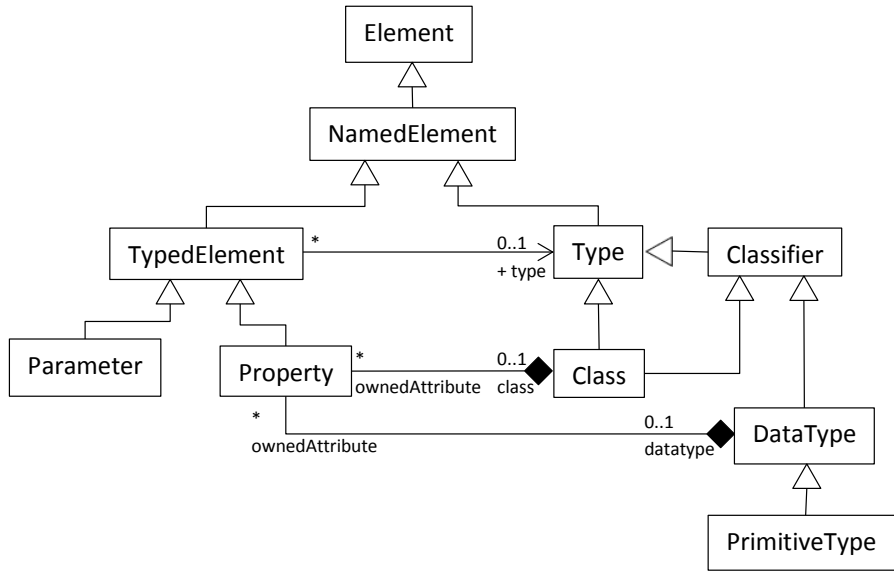 Element
NamedElement
TypedElement
*
0..1
+ type
Type
Classifier
Parameter
Property
*
ownedAttribute
0..1
class
Class
*
ownedAttribute
0..1
datatype
DataType
PrimitiveType